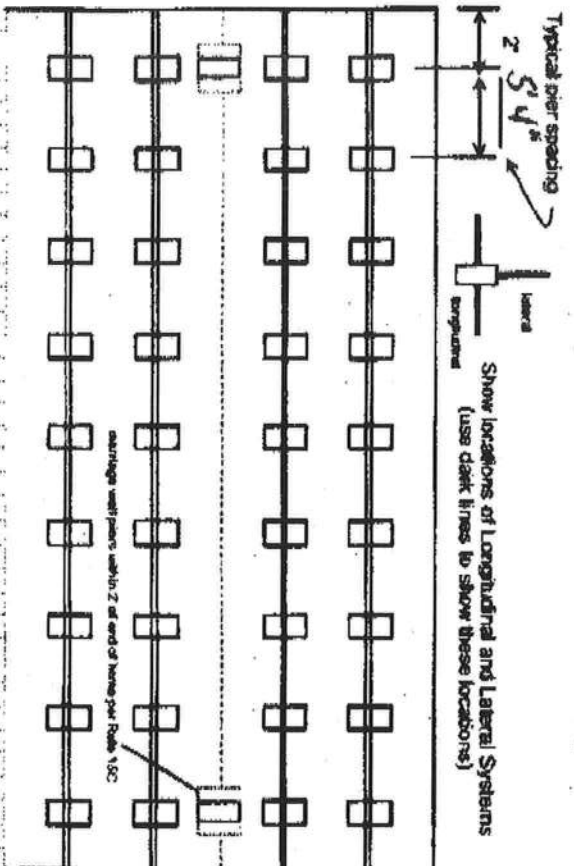 Typical pier spacing
2'
5'4"
lateral
longitudinal
Show locations of Longitudinal and Lateral Systems
(use dark lines to show these locations)
marriage wall piers within 2' of end of home per Rule 15C